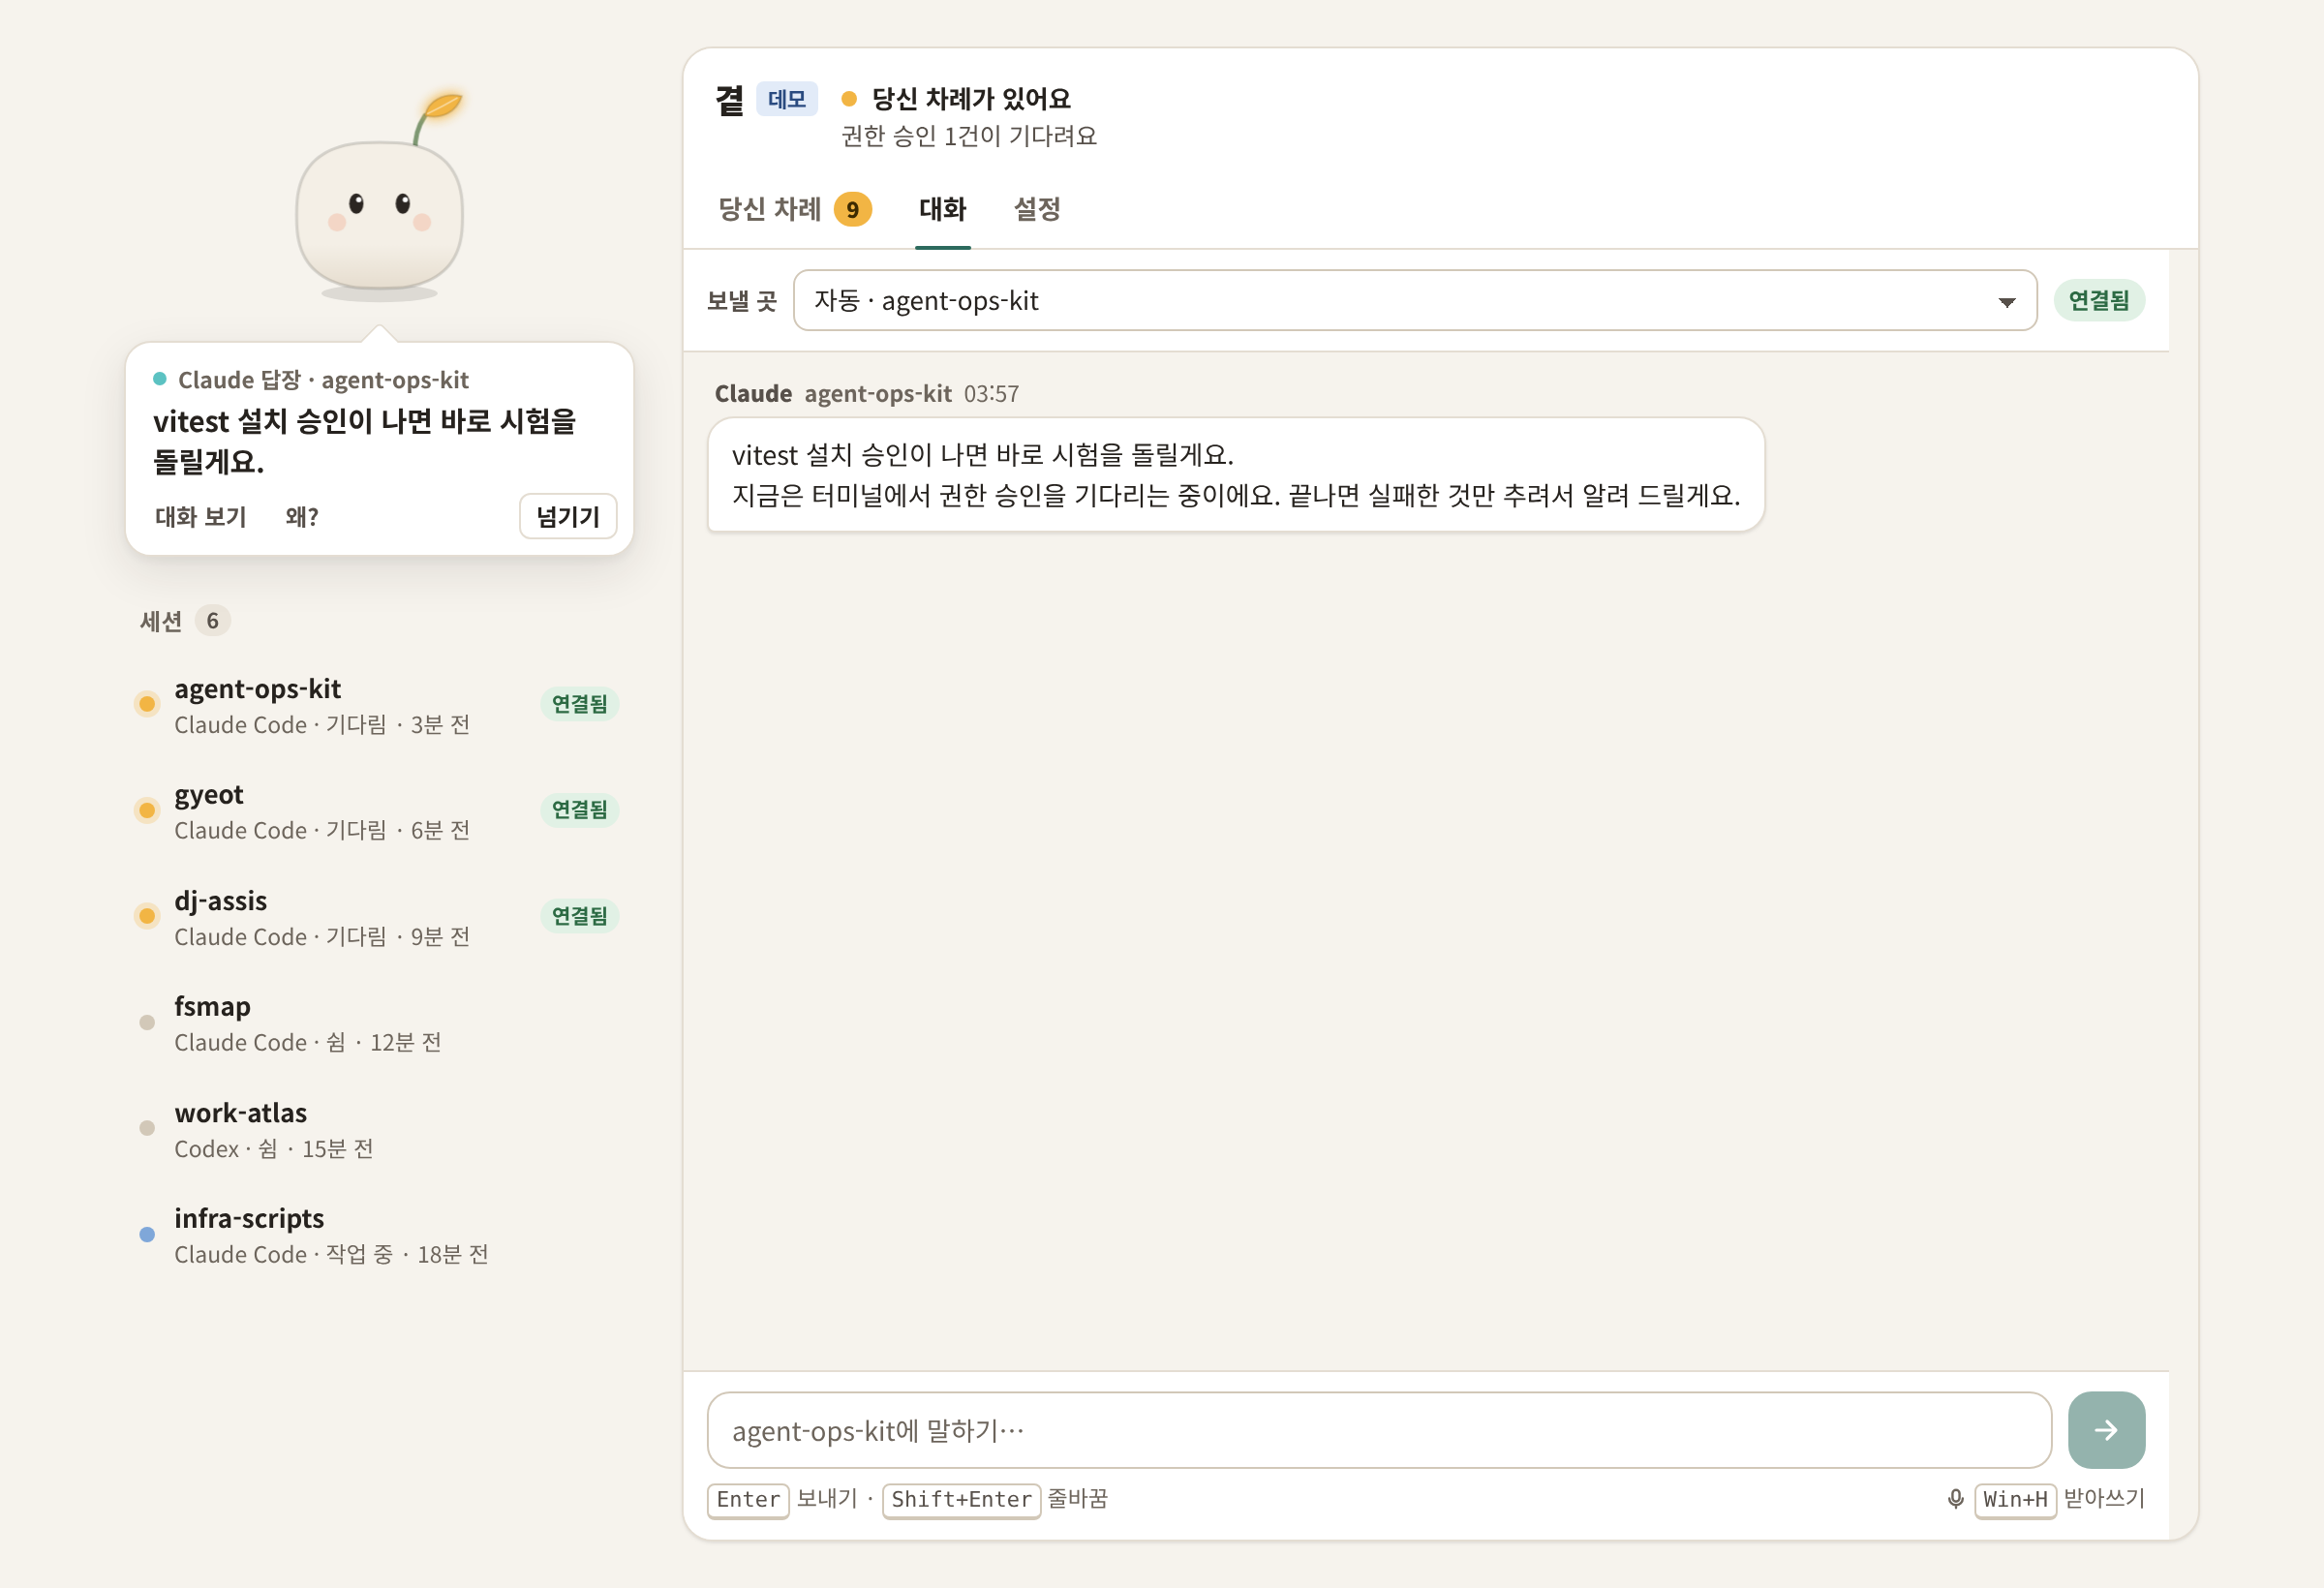 곁 데모
당신 차례가 있어요
권한 승인 1건이 기다려요
당신 차례 9 대화 설정
보낼 곳 자동 · agent-ops-kit 연결됨
Claude 답장 · agent-ops-kit
vitest 설치 승인이 나면 바로 시험을
돌릴게요.
대화 보기 왜? 넘기기
세션 6
agent-ops-kit
Claude Code · 기다림 · 3분 전
연결됨
gyeot
Claude Code · 기다림 · 6분 전
연결됨
dj-assis
Claude Code · 기다림 · 9분 전
연결됨
fsmap
Claude Code · 쉼 · 12분 전
work-atlas
Codex · 쉼 · 15분 전
infra-scripts
Claude Code · 작업 중 · 18분 전
Claude agent-ops-kit 03:57
vitest 설치 승인이 나면 바로 시험을 돌릴게요.
지금은 터미널에서 권한 승인을 기다리는 중이에요. 끝나면 실패한 것만 추려서 알려 드릴게요.
agent-ops-kit에 말하기…
Enter 보내기 · Shift+Enter 줄바꿈
Win+H 받아쓰기